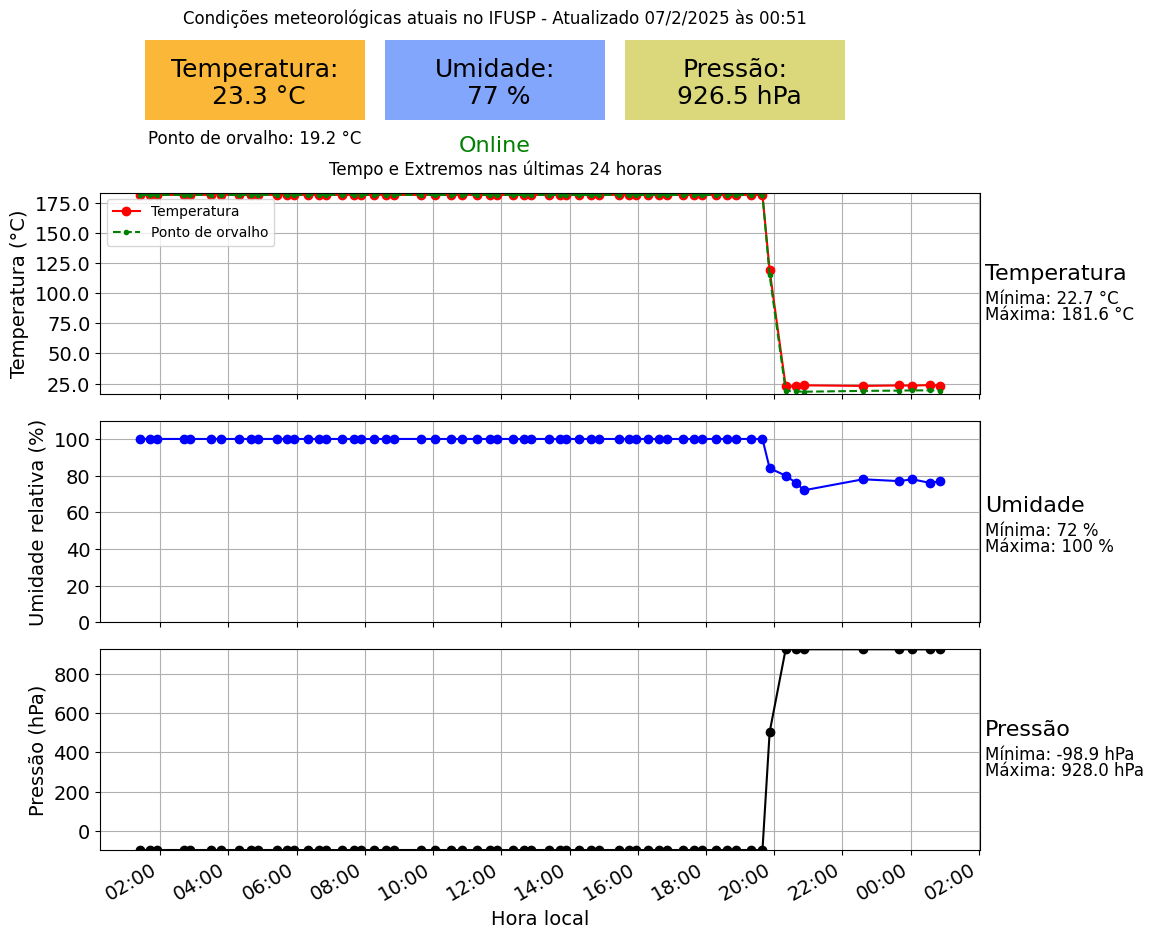 Condições meteorológicas atuais no IFUSP - Atualizado 07/2/2025 às 00:51
Temperatura:
23.3 °C
Umidade:
77 %
Pressão:
926.5 hPa
Ponto de orvalho: 19.2 °C
Online
Tempo e Extremos nas últimas 24 horas
Temperatura (°C)
175.0
150.0
125.0
100.0
75.0
50.0
25.0
Temperatura
Ponto de orvalho
Temperatura
Mínima: 22.7 °C
Máxima: 181.6 °C
Umidade relativa (%)
100
80
60
40
20
0
Umidade
Mínima: 72 %
Máxima: 100 %
Pressão (hPa)
800
600
400
200
0
Pressão
Mínima: -98.9 hPa
Máxima: 928.0 hPa
02:00 04:00 06:00 08:00 10:00 12:00 14:00 16:00 18:00 20:00 22:00 00:00 02:00
Hora local